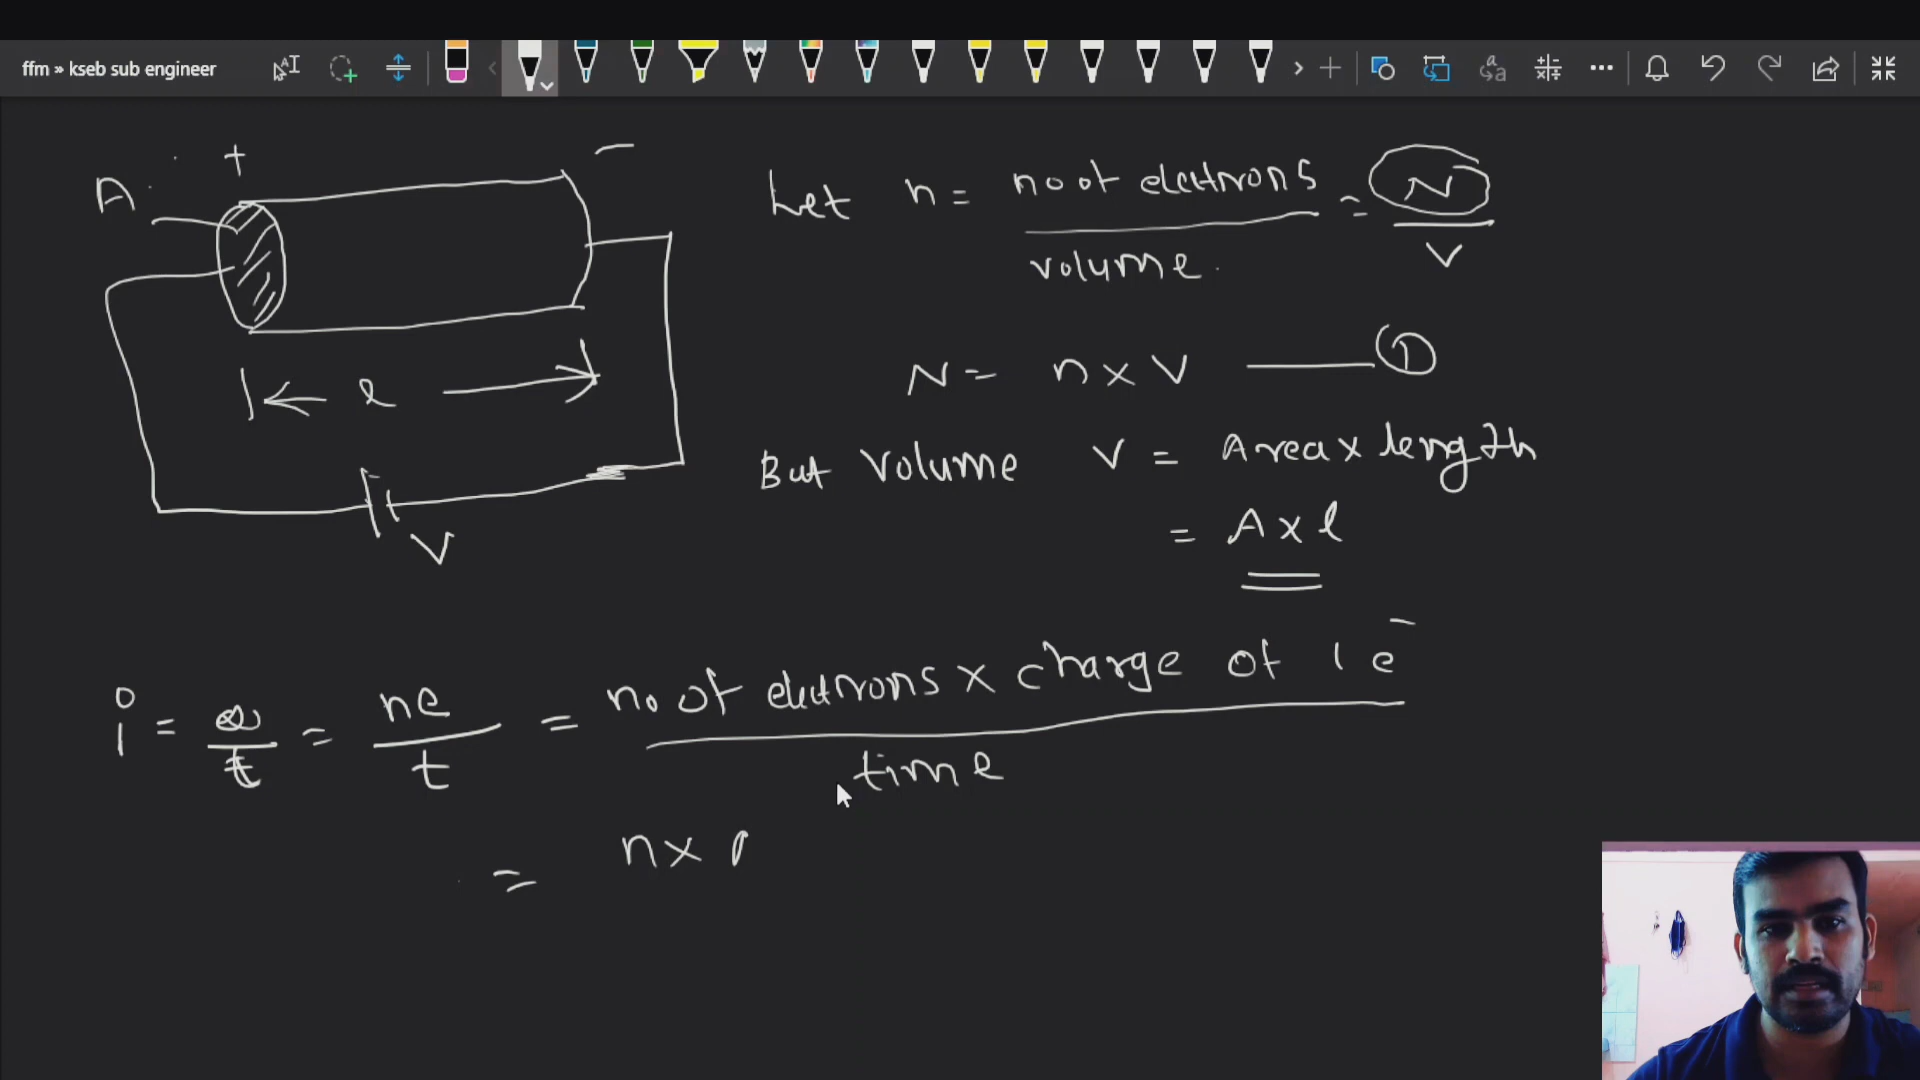 ffm » kseb sub engineer
A + −
l
V
Let n = no of electrons / volume = N / V
N = n x V —— ①
But Volume V = Area x length
= A x l
i = Q/t = ne/t = no. of electrons x charge of 1 e⁻ / time
= n x